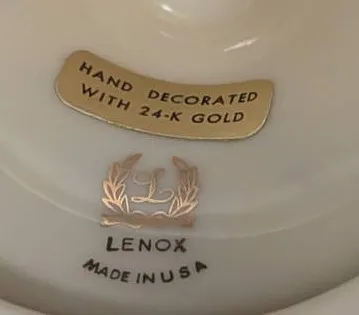 HAND DECORATED
WITH 24-K GOLD
L
LENOX
MADE IN USA